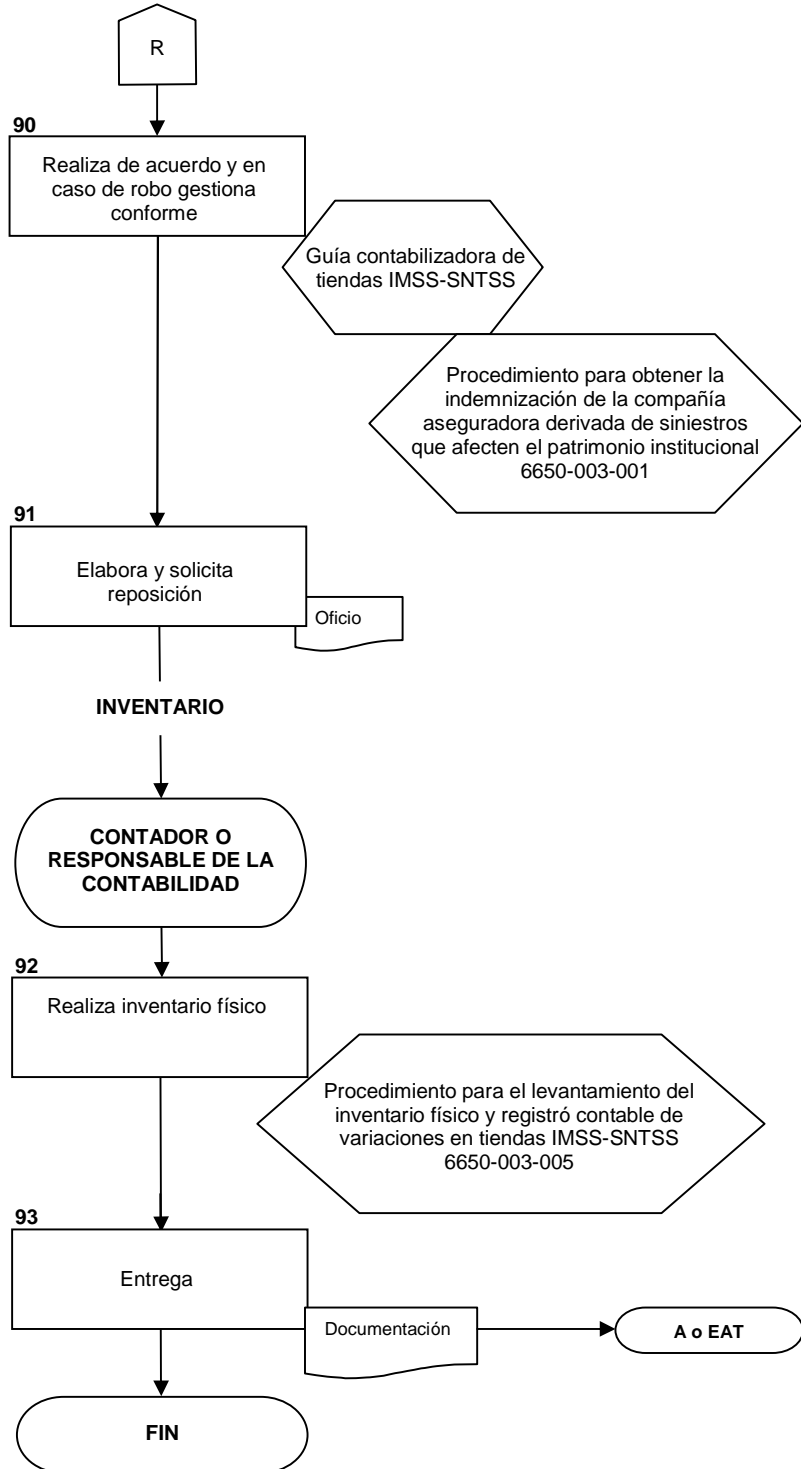 R
90
Realiza de acuerdo y en
caso de robo gestiona
conforme
Guía contabilizadora de
tiendas IMSS-SNTSS
Procedimiento para obtener la
indemnización de la compañía
aseguradora derivada de siniestros
que afecten el patrimonio institucional
6650-003-001
91
Elabora y solicita
reposición
Oficio
INVENTARIO
CONTADOR O
RESPONSABLE DE LA
CONTABILIDAD
92
Realiza inventario físico
Procedimiento para el levantamiento del
inventario físico y registró contable de
variaciones en tiendas IMSS-SNTSS
6650-003-005
93
Entrega
Documentación
A o EAT
FIN